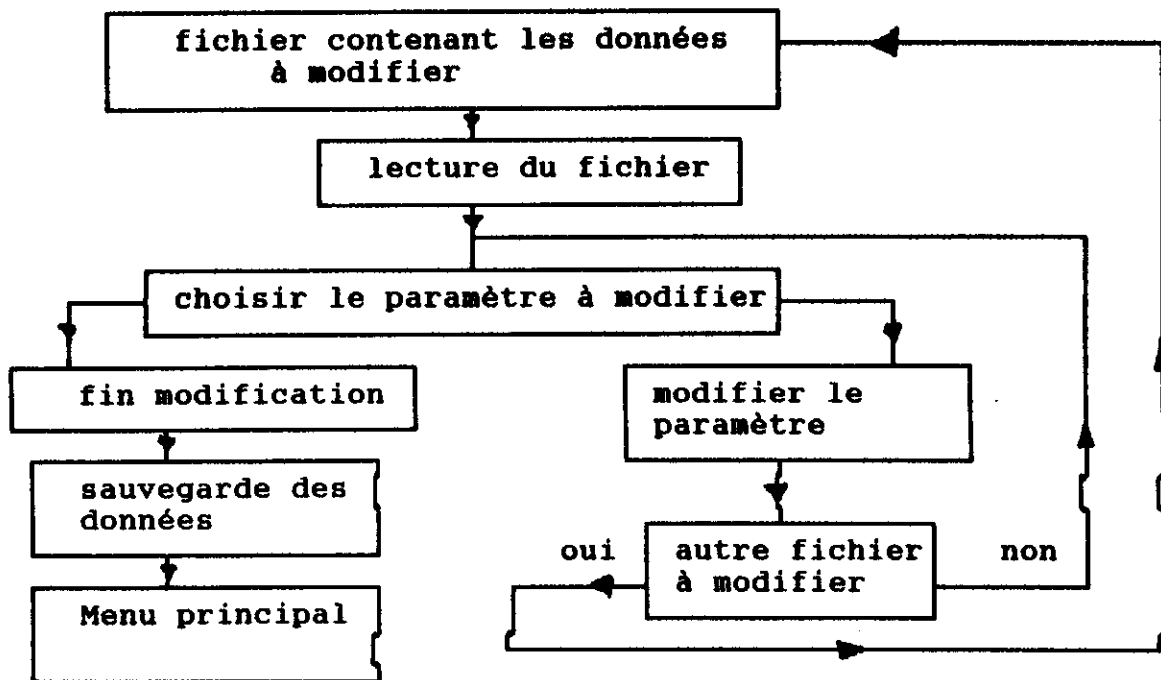 fichier contenant les données
à modifier
lecture du fichier
choisir le paramètre à modifier
fin modification
modifier le
paramètre
sauvegarde des
données
oui
autre fichier
à modifier
non
Menu principal